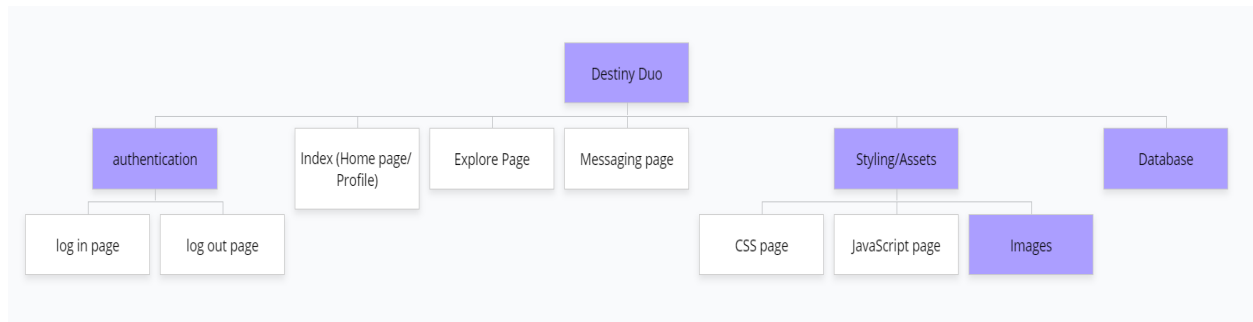 Destiny Duo
authentication
Index (Home page/
Profile)
Explore Page
Messaging page
Styling/Assets
Database
log in page
log out page
CSS page
JavaScript page
Images